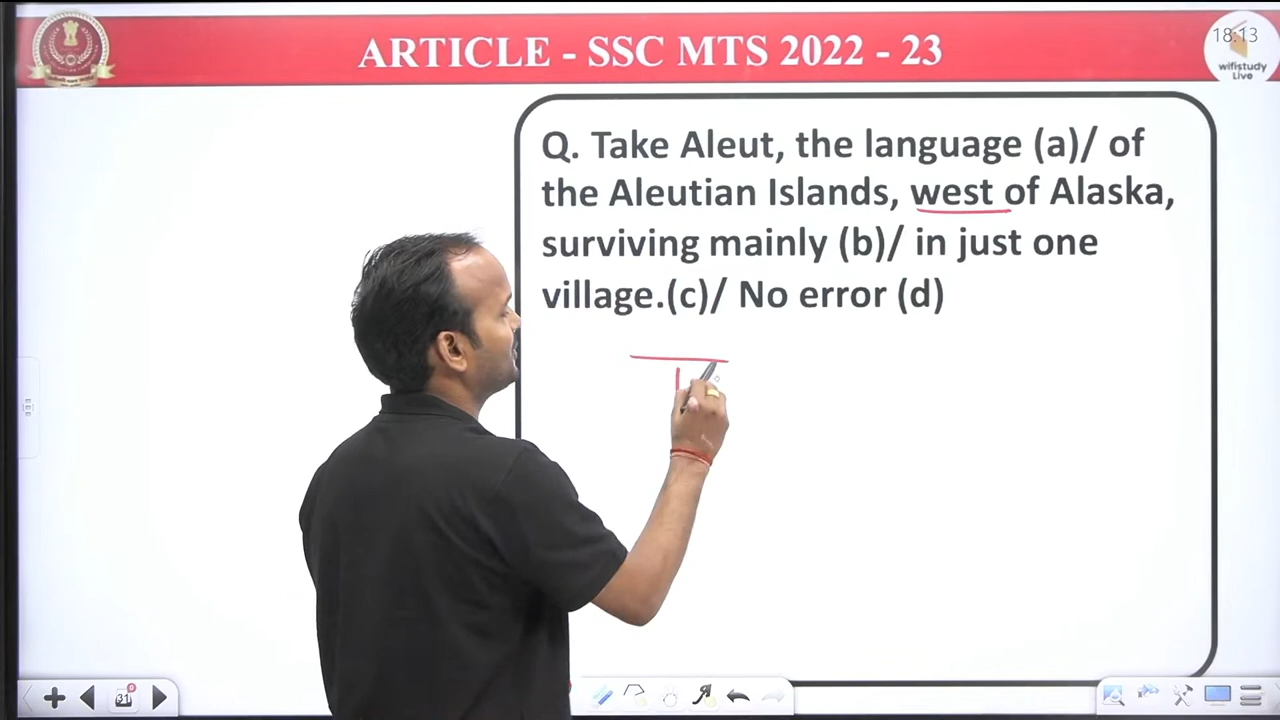 ARTICLE - SSC MTS 2022 - 23
18:13
wifistudy
Live
Q. Take Aleut, the language (a)/ of
the Aleutian Islands, west of Alaska,
surviving mainly (b)/ in just one
village.(c)/ No error (d)
31